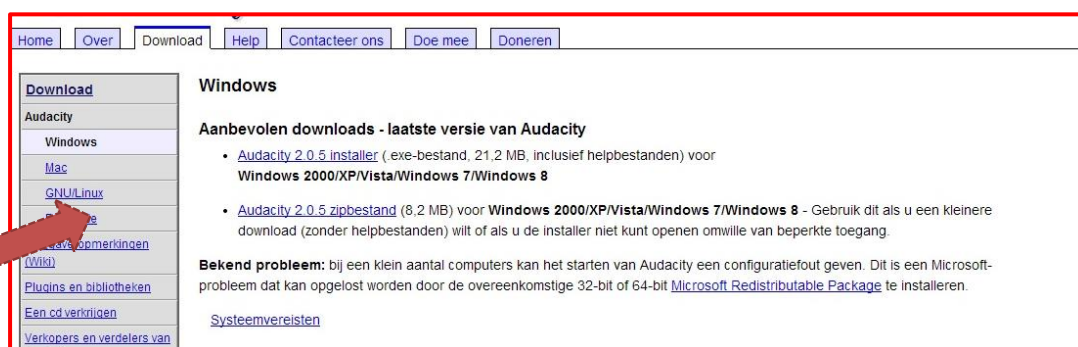 Home Over Download Help Contacteer ons Doe mee Doneren
Download
Audacity
Windows
Mac
GNU/Linux
(Wiki)
Plugins en bibliotheken
Een cd verkrijgen
Verkopers en verdelers van
Windows
Aanbevolen downloads - laatste versie van Audacity
• Audacity 2.0.5 installer (.exe-bestand, 21,2 MB, inclusief helpbestanden) voor
Windows 2000/XP/Vista/Windows 7/Windows 8
• Audacity 2.0.5 zipbestand (8,2 MB) voor Windows 2000/XP/Vista/Windows 7/Windows 8 - Gebruik dit als u een kleinere
download (zonder helpbestanden) wilt of als u de installer niet kunt openen omwille van beperkte toegang.
Bekend probleem: bij een klein aantal computers kan het starten van Audacity een configuratiefout geven. Dit is een Microsoft-
probleem dat kan opgelost worden door de overeenkomstige 32-bit of 64-bit Microsoft Redistributable Package te installeren.
Systeemvereisten